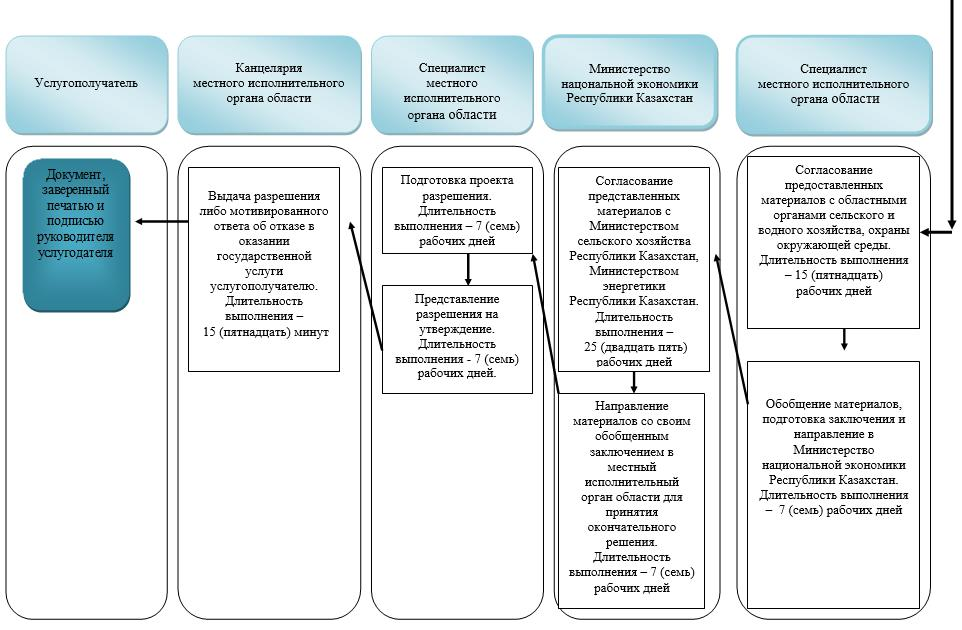 Услугополучатель
Канцелярия
местного исполнительного
органа области
Специалист
местного
исполнительного
органа области
Министерство
нацональной экономики
Республики Казахстан
Специалист
местного исполнительного
органа области
Документ,
заверенный
печатью и
подписью
руководителя
услугодателя
Выдача разрешения
либо мотивированного
ответа об отказе в
оказании
государственной
услуги
услугополучателю.
Длительность
выполнения –
15 (пятнадцать) минут
Подготовка проекта
разрешения.
Длительность
выполнения – 7 (семь)
рабочих дней
Представление
разрешения на
утверждение.
Длительность
выполнения - 7 (семь)
рабочих дней.
Согласование
представленных
материалов с
Министерством
сельского хозяйства
Республики Казахстан,
Министерством
энергетики
Республики Казахстан.
Длительность
выполнения –
25 (двадцать пять)
рабочих дней
Направление
материалов со своим
обобщенным
заключением в
местный
исполнительный
орган области для
принятия
окончательного
решения.
Длительность
выполнения – 7 (семь)
рабочих дней
Согласование
предоставленных
материалов с областными
органами сельского и
водного хозяйства, охраны
окружающей среды.
Длительность выполнения
– 15 (пятнадцать)
рабочих дней
Обобщение материалов,
подготовка заключения и
направление в
Министерство
национальной экономики
Республики Казахстан.
Длительность выполнения
– 7 (семь) рабочих дней